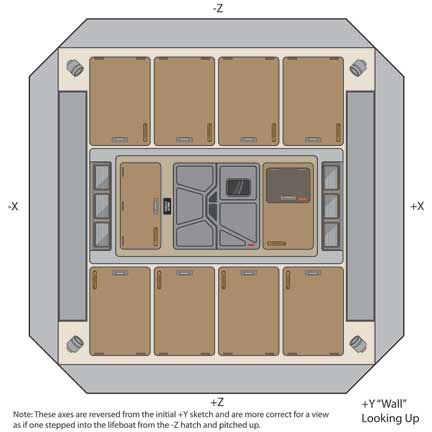 -Z
-X
+X
+Z
+Y "Wall"
Looking Up
Note: These axes are reversed from the initial +Y sketch and are more correct for a view
as if one stepped into the lifeboat from the -Z hatch and pitched up.